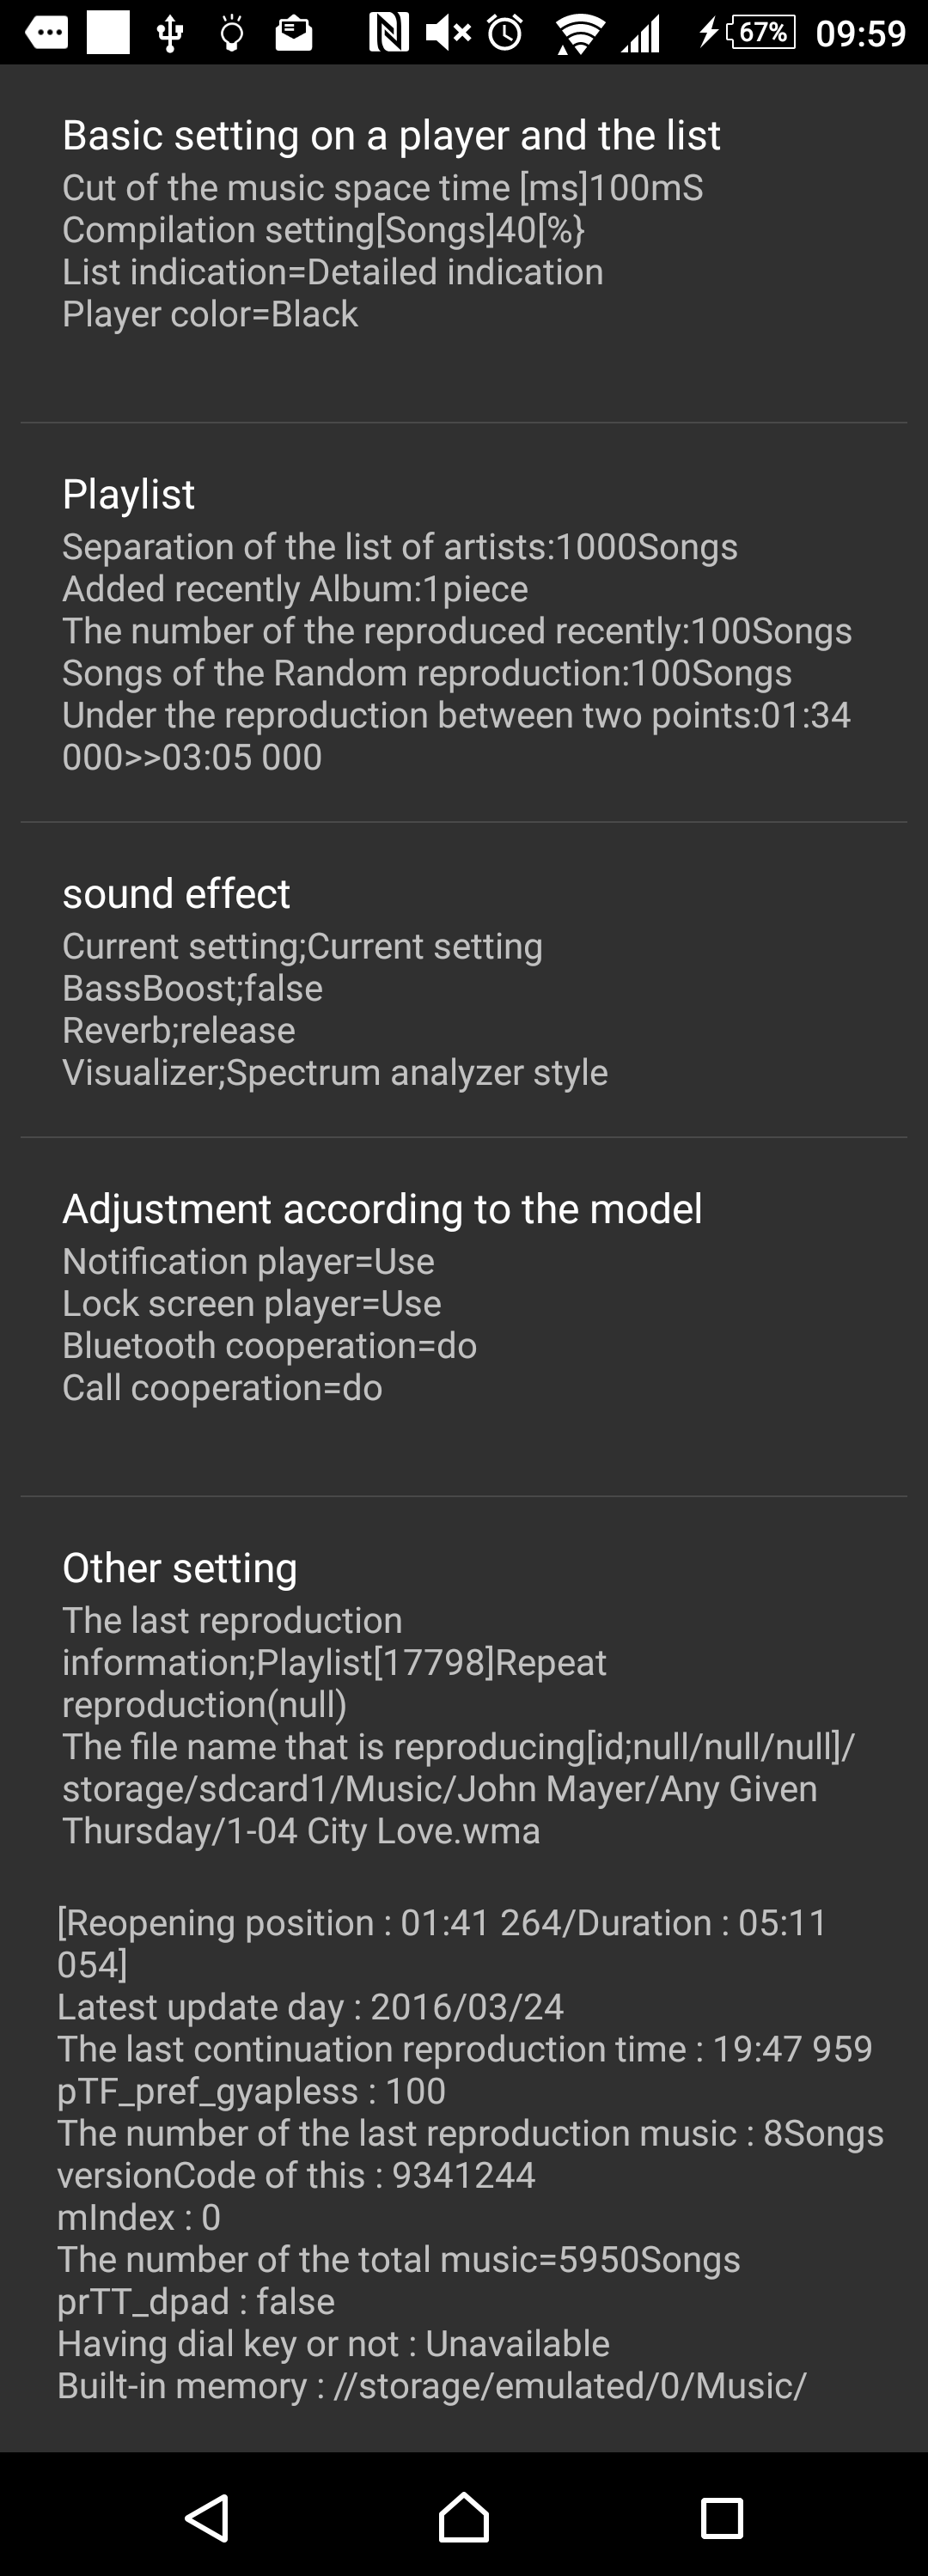 67% 09:59
Basic setting on a player and the list
Cut of the music space time [ms]100mS
Compilation setting[Songs]40[%}
List indication=Detailed indication
Player color=Black
Playlist
Separation of the list of artists:1000Songs
Added recently Album:1piece
The number of the reproduced recently:100Songs
Songs of the Random reproduction:100Songs
Under the reproduction between two points:01:34
000>>03:05 000
sound effect
Current setting;Current setting
BassBoost;false
Reverb;release
Visualizer;Spectrum analyzer style
Adjustment according to the model
Notification player=Use
Lock screen player=Use
Bluetooth cooperation=do
Call cooperation=do
Other setting
The last reproduction
information;Playlist[17798]Repeat
reproduction(null)
The file name that is reproducing[id;null/null/null]/
storage/sdcard1/Music/John Mayer/Any Given
Thursday/1-04 City Love.wma
[Reopening position : 01:41 264/Duration : 05:11
054]
Latest update day : 2016/03/24
The last continuation reproduction time : 19:47 959
pTF_pref_gyapless : 100
The number of the last reproduction music : 8Songs
versionCode of this : 9341244
mIndex : 0
The number of the total music=5950Songs
prTT_dpad : false
Having dial key or not : Unavailable
Built-in memory : //storage/emulated/0/Music/